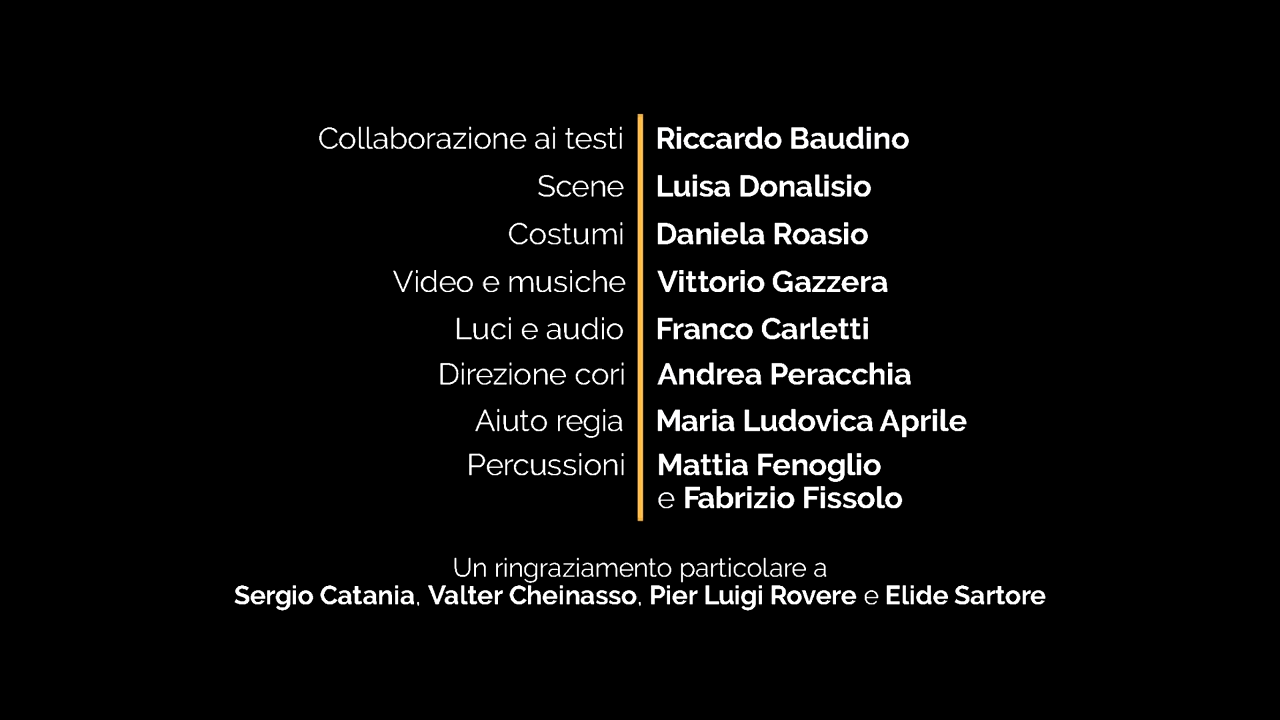 Collaborazione ai testi Riccardo Baudino
Scene Luisa Donalisio
Costumi Daniela Roasio
Video e musiche Vittorio Gazzera
Luci e audio Franco Carletti
Direzione cori Andrea Peracchia
Aiuto regia Maria Ludovica Aprile
Percussioni Mattia Fenoglio
e Fabrizio Fissolo
Un ringraziamento particolare a
Sergio Catania, Valter Cheinasso, Pier Luigi Rovere e Elide Sartore